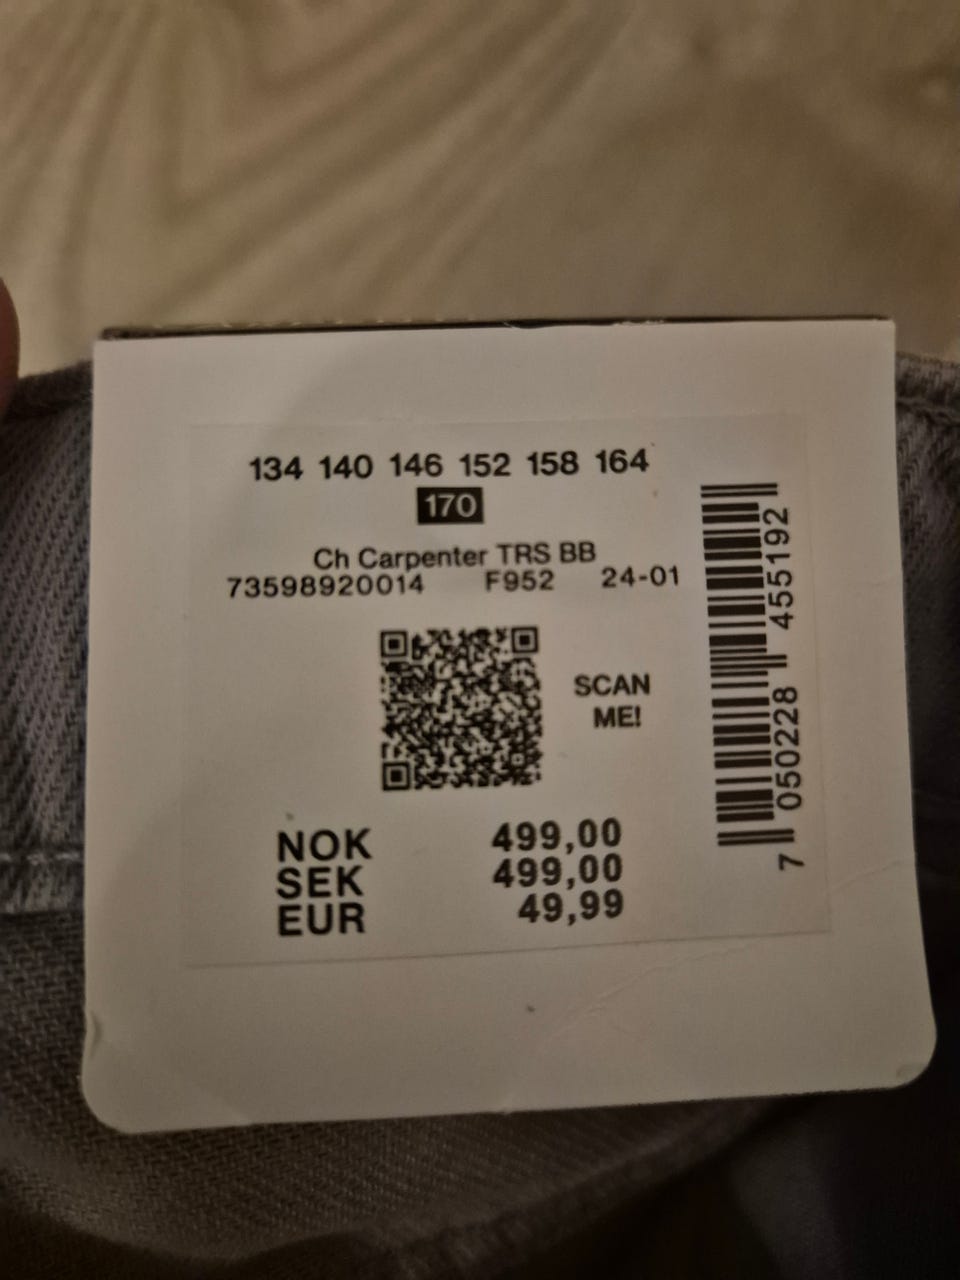 134 140 146 152 158 164
170
Ch Carpenter TRS BB
73598920014 F952 24-01
SCAN
ME!
NOK 499,00
SEK 499,00
EUR 49,99
7 050228 455192